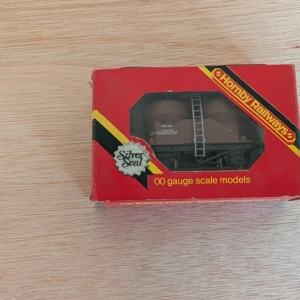 Hornby Railways
Silver
Seal
00 gauge scale models